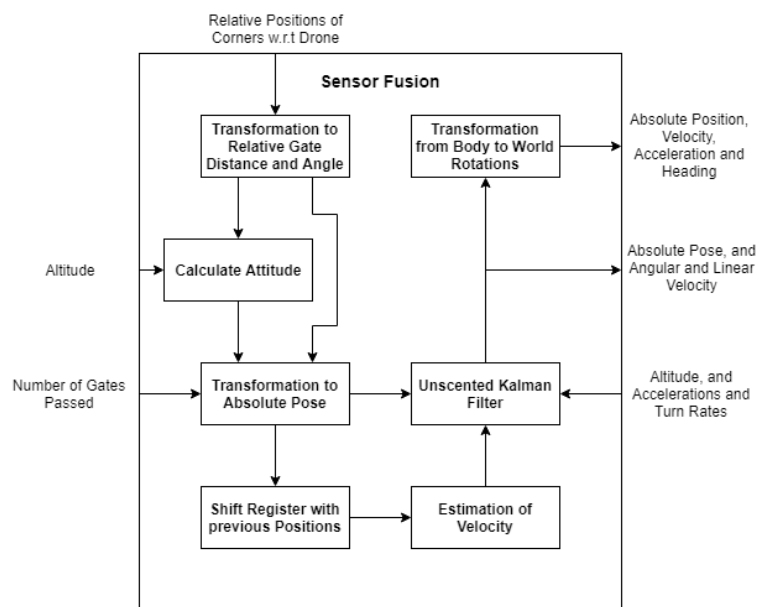 Relative Positions of
Corners w.r.t Drone
Sensor Fusion
Transformation to
Relative Gate
Distance and Angle
Transformation
from Body to World
Rotations
Absolute Position,
Velocity,
Acceleration and
Heading
Altitude
Calculate Attitude
Absolute Pose, and
Angular and Linear
Velocity
Number of Gates
Passed
Transformation to
Absolute Pose
Unscented Kalman
Filter
Altitude, and
Accelerations and
Turn Rates
Shift Register with
previous Positions
Estimation of
Velocity